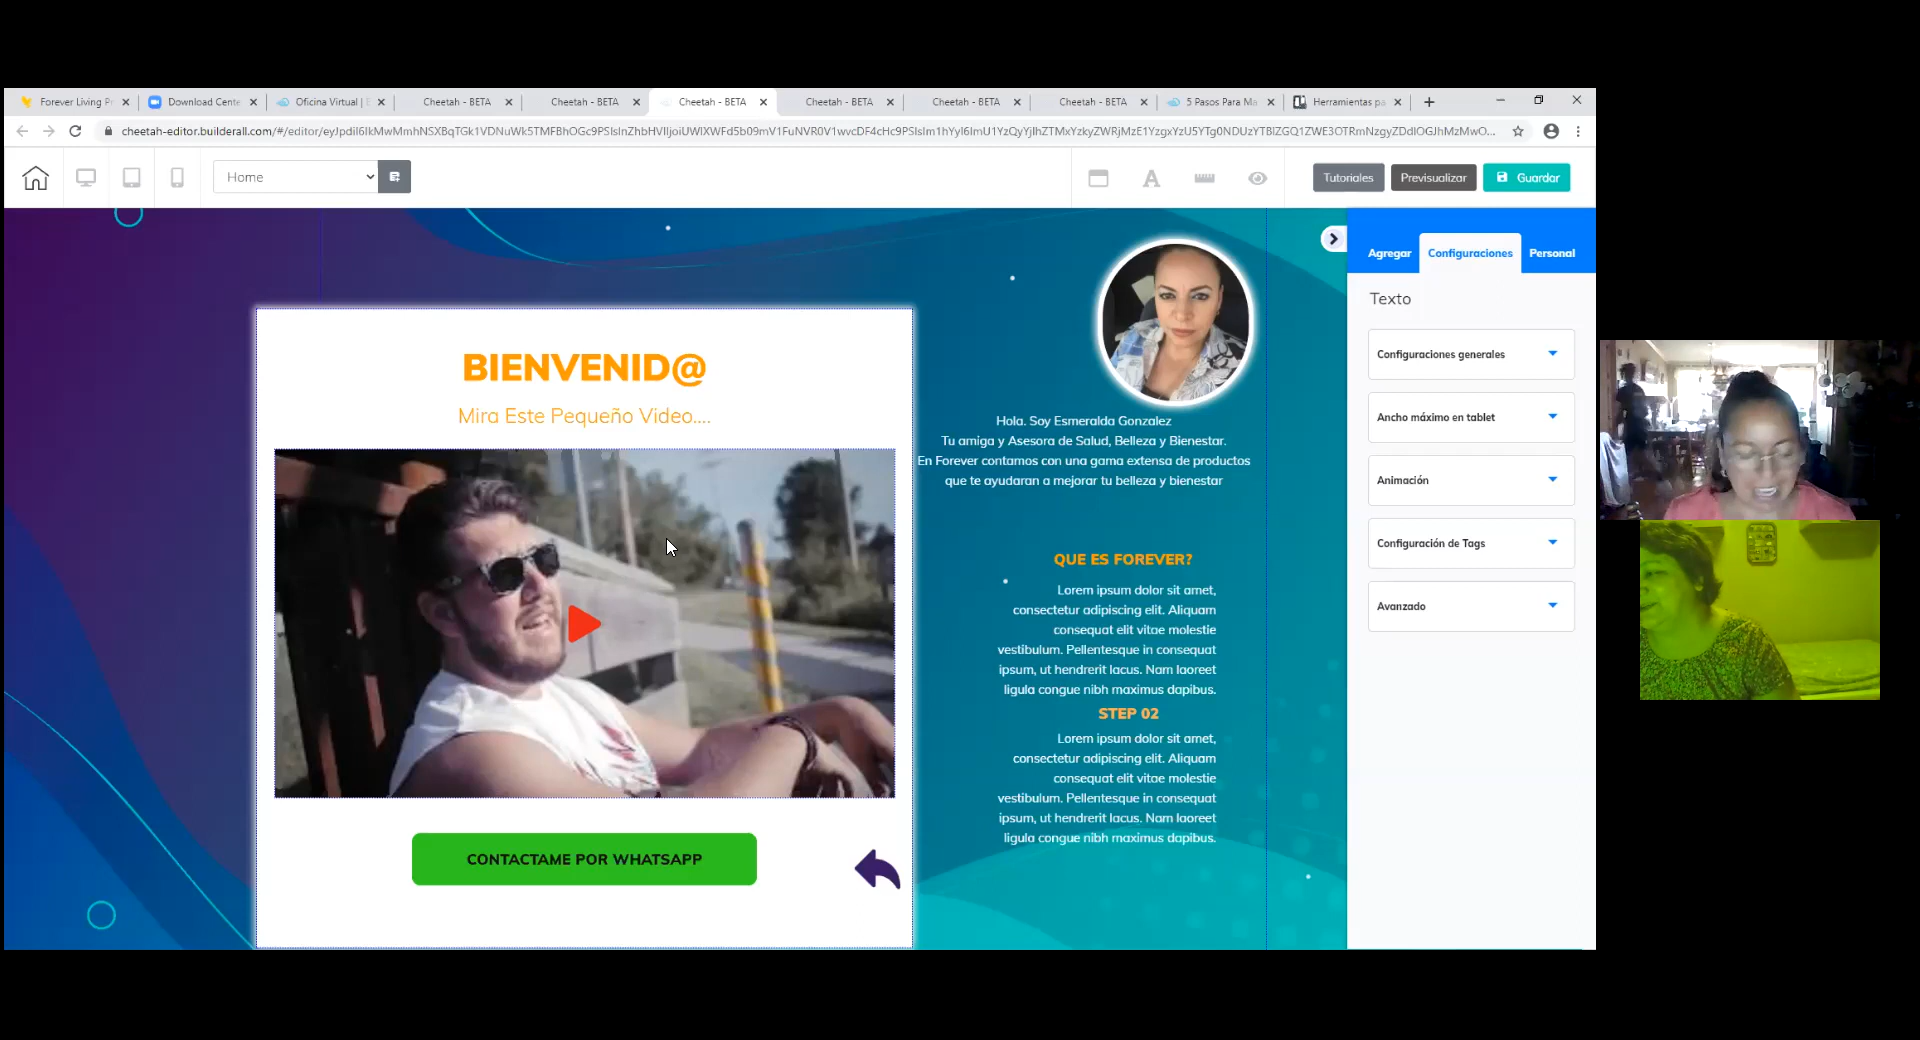 Forever Living Pr
Download Cente
Oficina Virtual |
Cheetah - BETA
Cheetah - BETA
Cheetah - BETA
Cheetah - BETA
Cheetah - BETA
Cheetah - BETA
5 Pasos Para Ma
Herramientas pa
Home
Tutoriales
Previsualizar
Guardar
Agregar
Configuraciones
Personal
Texto
Configuraciones generales
Ancho máximo en tablet
Animación
Configuración de Tags
Avanzado
BIENVENID@
Mira Este Pequeño Video....
CONTACTAME POR WHATSAPP
Hola. Soy Esmeralda Gonzalez
Tu amiga y Asesora de Salud, Belleza y Bienestar.
En Forever contamos con una gama extensa de productos
que te ayudaran a mejorar tu belleza y bienestar
QUE ES FOREVER?
Lorem ipsum dolor sit amet,
consectetur adipiscing elit. Aliquam
consequat elit vitae molestie
vestibulum. Pellentesque in consequat
ipsum, ut hendrerit lacus. Nam laoreet
ligula congue nibh maximus dapibus.
STEP 02
Lorem ipsum dolor sit amet,
consectetur adipiscing elit. Aliquam
consequat elit vitae molestie
vestibulum. Pellentesque in consequat
ipsum, ut hendrerit lacus. Nam laoreet
ligula congue nibh maximus dapibus.